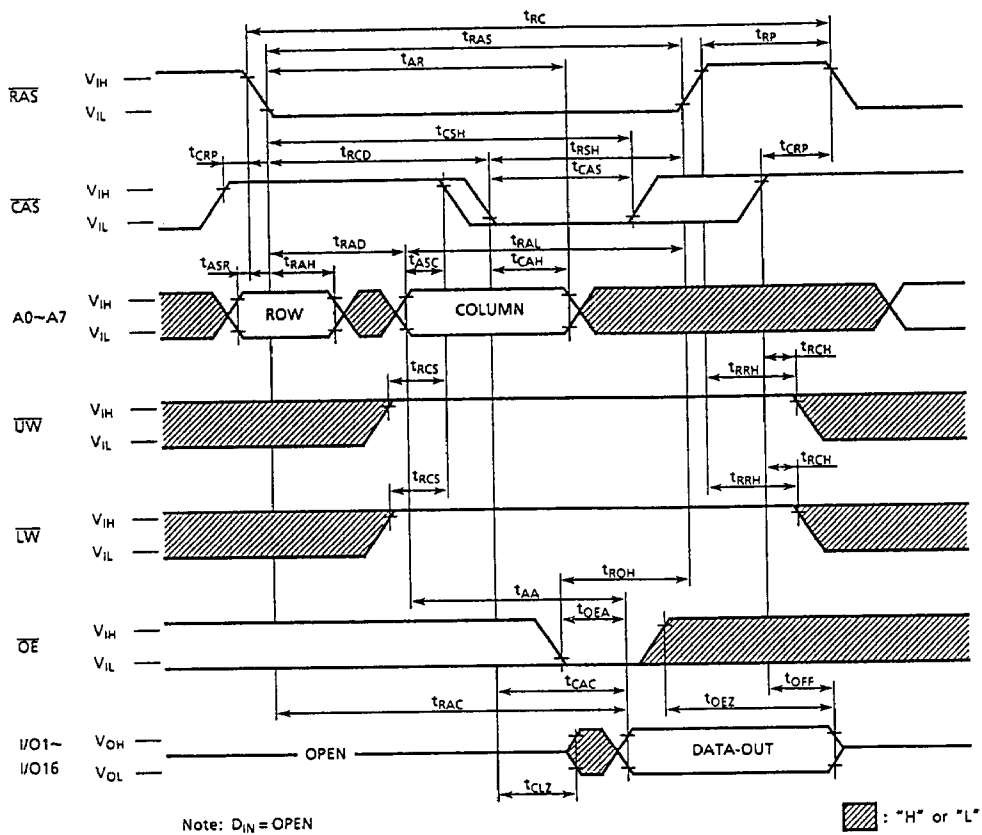 tRC
tRAS tRP
tAR
RAS VIH
VIL
tCSH
tCRP tRCD tRSH tCRP
tCAS
CAS VIH
VIL
tRAD tRAL
tASR tRAH tASC tCAH
A0~A7 VIH ROW COLUMN
VIL
tRCH
tRCS tRRH
UW VIH
VIL
tRCH
tRCS tRRH
LW VIH
VIL
tROH
tAA
tOEA
OE VIH
VIL
tCAC tOFF
tRAC tOEZ
I/O1~ VOH OPEN DATA-OUT
I/O16 VOL
tCLZ
Note: DIN = OPEN : "H" or "L"